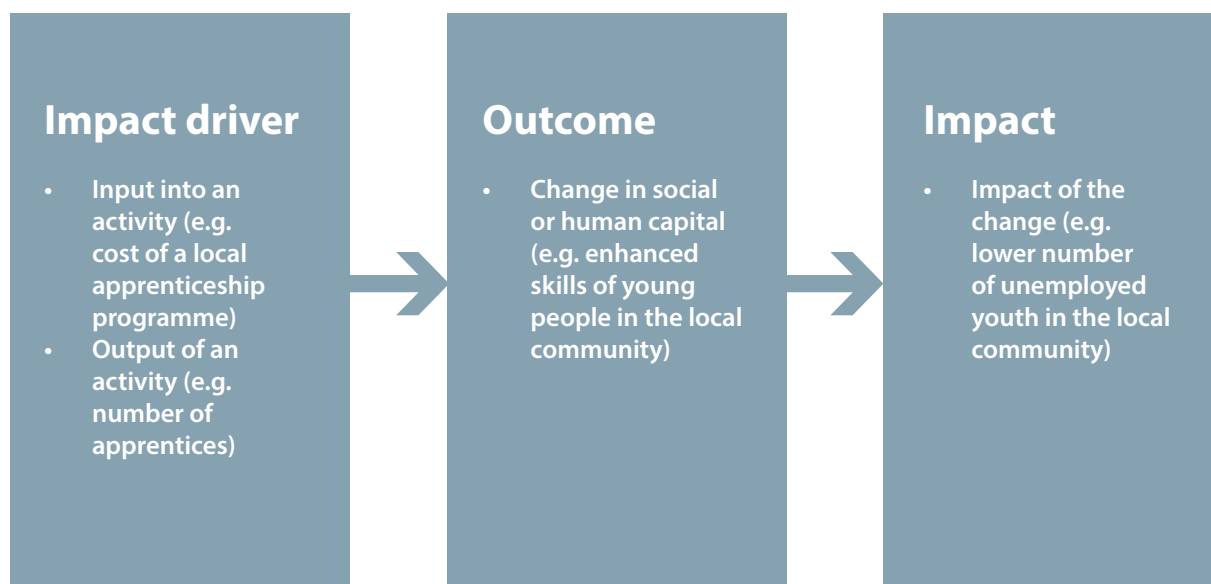 Impact driver
• Input into an
activity (e.g.
cost of a local
apprenticeship
programme)
• Output of an
activity (e.g.
number of
apprentices)
Outcome
• Change in social
or human capital
(e.g. enhanced
skills of young
people in the local
community)
Impact
• Impact of the
change (e.g.
lower number
of unemployed
youth in the local
community)